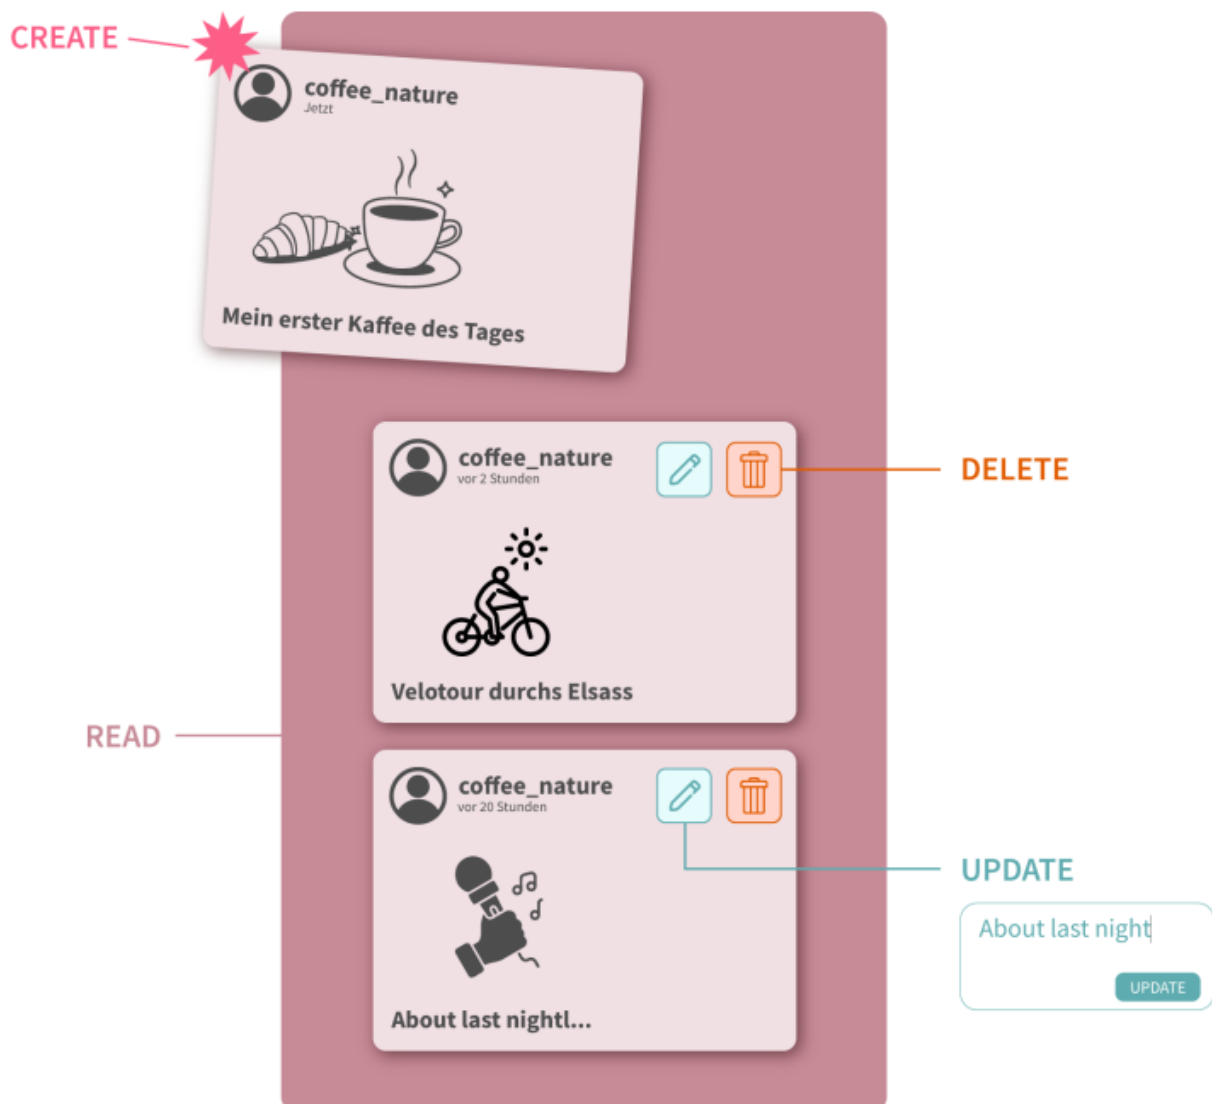 CREATE
coffee_nature
Jetzt
Mein erster Kaffee des Tages
coffee_nature
vor 2 Stunden
DELETE
Velotour durchs Elsass
READ
coffee_nature
vor 20 Stunden
UPDATE
About last night
UPDATE
About last nightl...